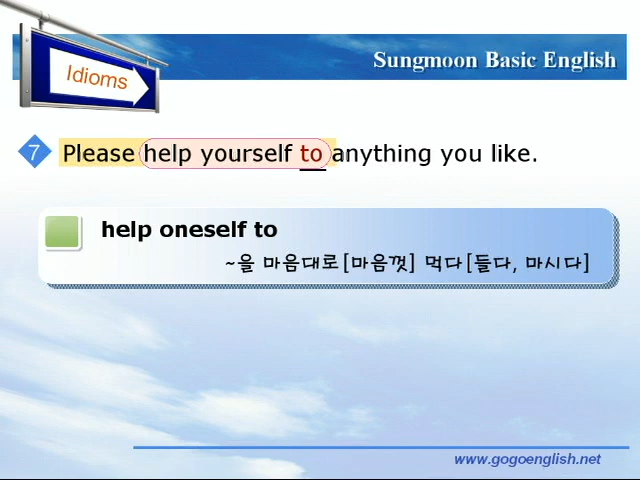 Idioms
Sungmoon Basic English
7 Please help yourself to anything you like.
help oneself to
~을 마음대로[마음껏] 먹다[들다, 마시다]
www.gogoenglish.net